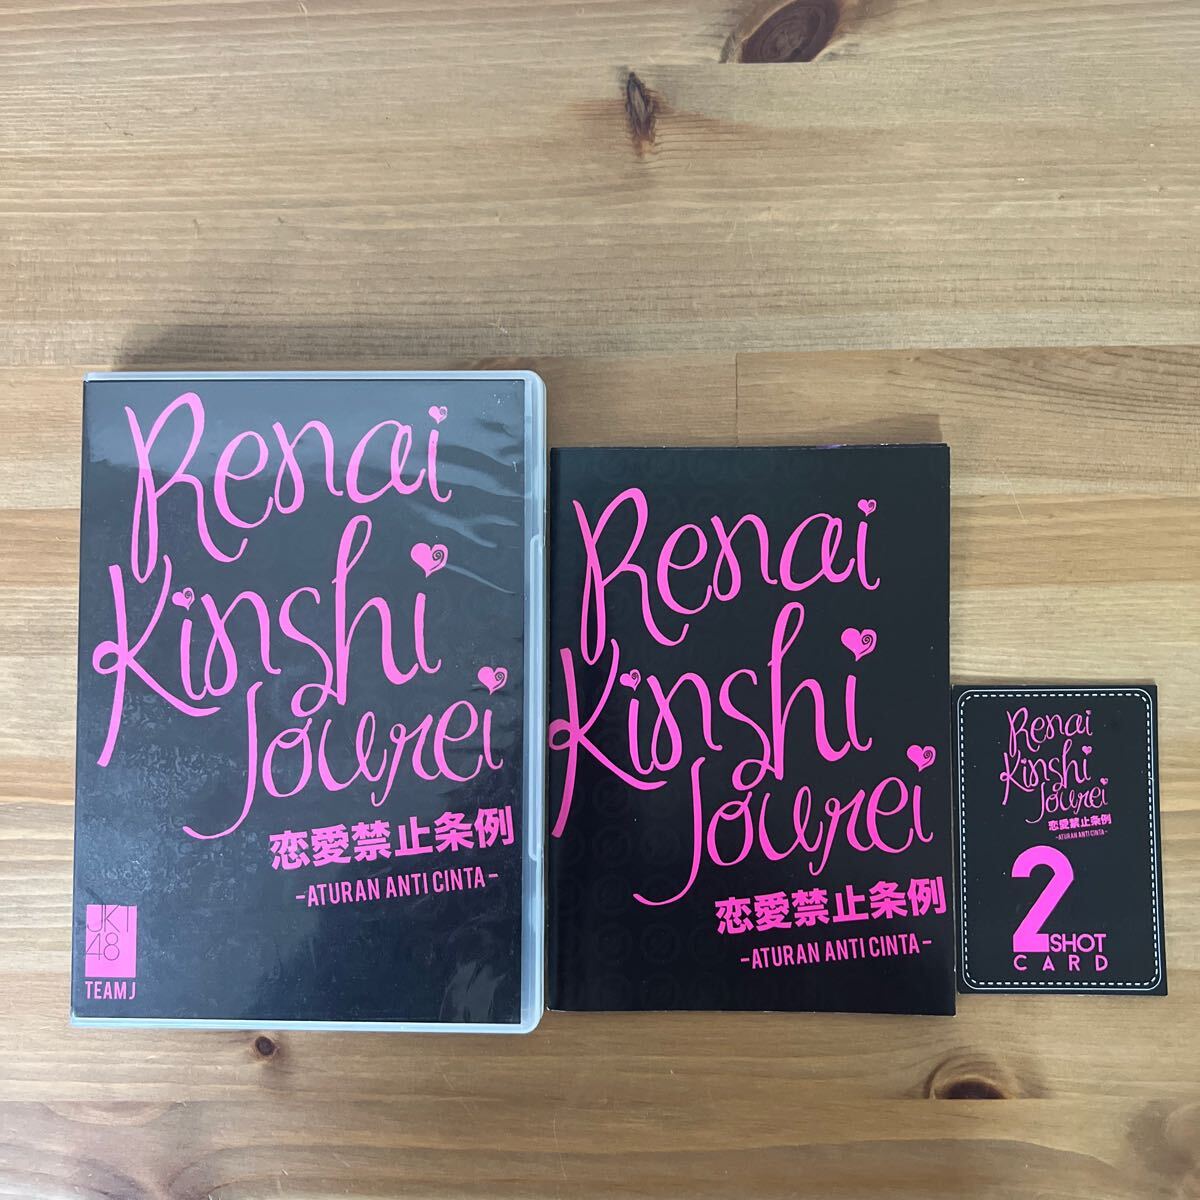 Renai
Kinshi
Jourei
恋愛禁止条例
-ATURAN ANTI CINTA-
JKT
48
TEAM J
Renai
Kinshi
Jourei
恋愛禁止条例
-ATURAN ANTI CINTA-
Renai
Kinshi
Jourei
恋愛禁止条例
-ATURAN ANTI CINTA-
2
SHOT
CARD